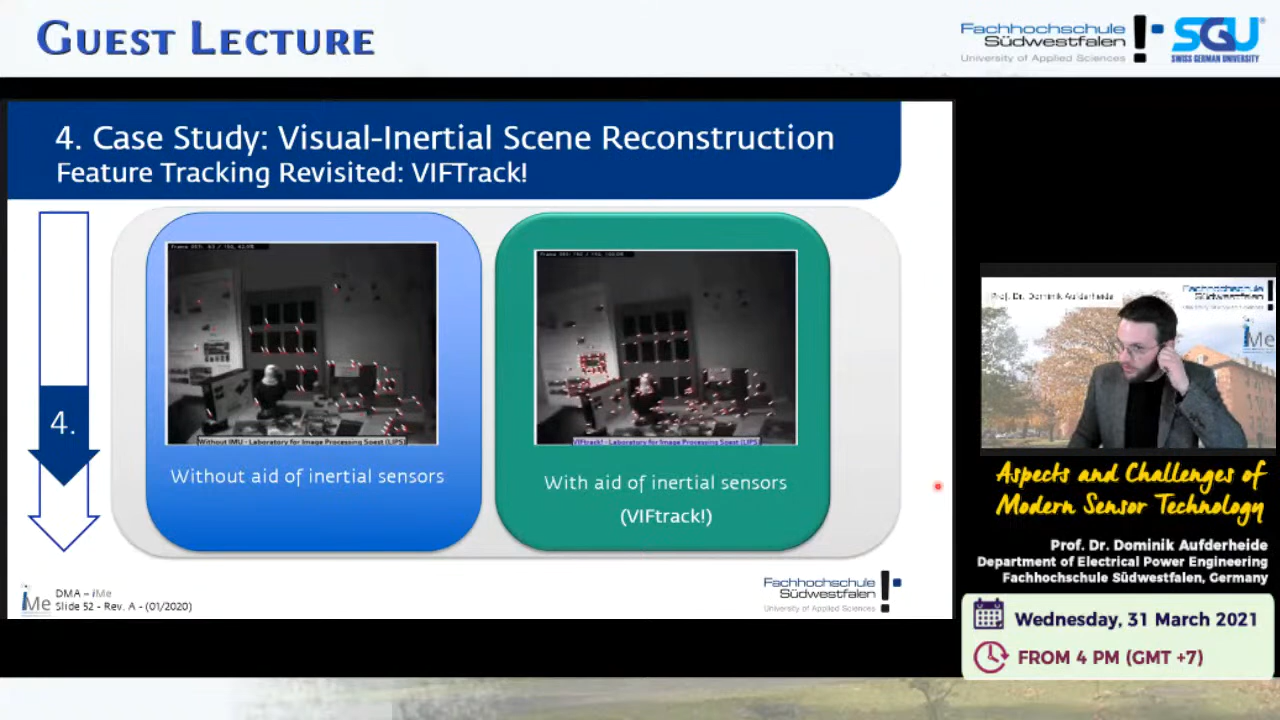 GUEST LECTURE
Fachhochschule
Südwestfalen
University of Applied Sciences
SGU
SWISS GERMAN UNIVERSITY
4. Case Study: Visual-Inertial Scene Reconstruction
Feature Tracking Revisited: VIFTrack!
4.
Without IMU - Laboratory for Image Processing Soest (LIPS)
Without aid of inertial sensors
VIFtrack! - Laboratory for Image Processing Soest (LIPS)
With aid of inertial sensors
(VIFtrack!)
iMe
DMA – iMe
Slide 52 - Rev. A - (01/2020)
Fachhochschule
Südwestfalen
University of Applied Sciences
Prof. Dr. Dominik Aufderheide
Fachhochschule
Südwestfalen
iMe
Aspects and Challenges of
Modern Sensor Technology
Prof. Dr. Dominik Aufderheide
Department of Electrical Power Engineering
Fachhochschule Südwestfalen, Germany
Wednesday, 31 March 2021
FROM 4 PM (GMT +7)